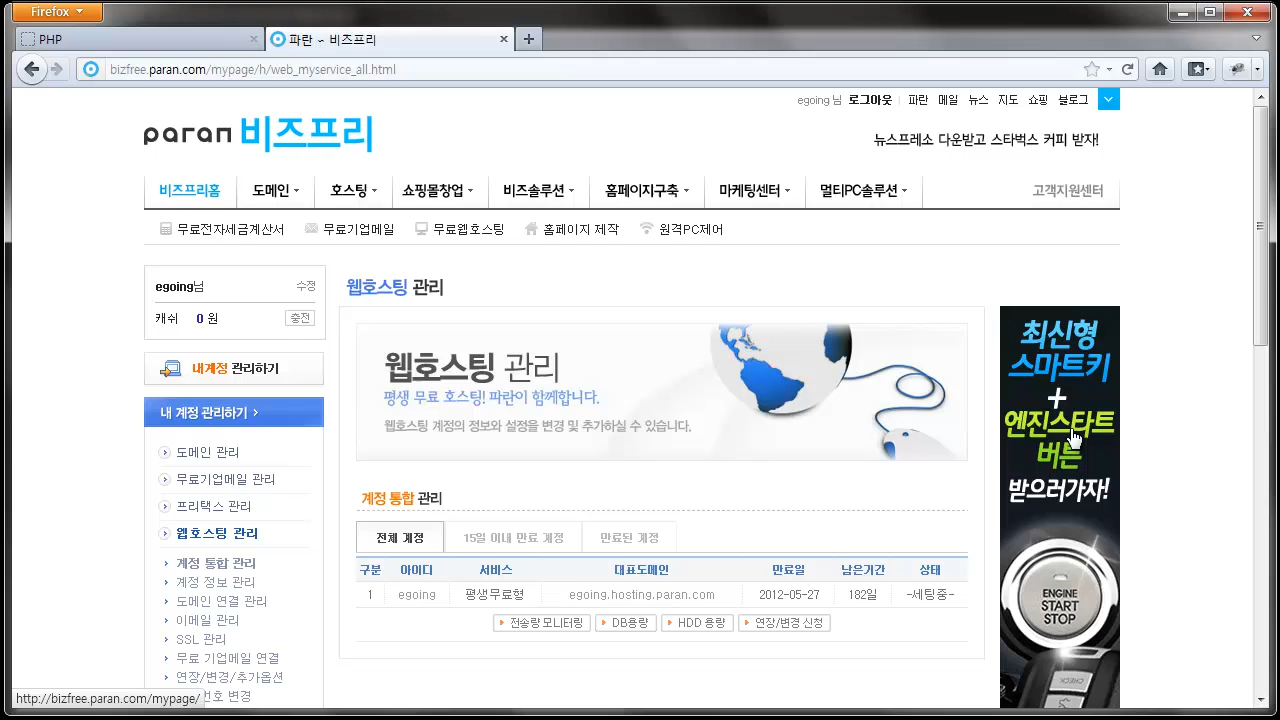 Firefox
PHP
파란 - 비즈프리
bizfree.paran.com/mypage/h/web_myservice_all.html
egoing 님 로그아웃 파란 메일 뉴스 지도 쇼핑 블로그
paran 비즈프리
뉴스프레소 다운받고 스타벅스 커피 받자!
비즈프리홈 도메인 호스팅 쇼핑몰창업 비즈솔루션 홈페이지구축 마케팅센터 멀티PC솔루션 고객지원센터
무료전자세금계산서 무료기업메일 무료웹호스팅 홈페이지 제작 원격PC제어
egoing님 수정
캐쉬 0 원 충전
내계정 관리하기
내 계정 관리하기 >
도메인 관리
무료기업메일 관리
프리택스 관리
웹호스팅 관리
계정 통합 관리
계정 정보 관리
도메인 연결 관리
이메일 관리
SSL 관리
무료 기업메일 연결
연장/변경/추가옵션
번호 변경
웹호스팅 관리
웹호스팅 관리
평생 무료 호스팅! 파란이 함께합니다.
웹호스팅 계정의 정보와 설정을 변경 및 추가하실 수 있습니다.
계정 통합 관리
전체 계정 15일 이내 만료 계정 만료된 계정
구분 아이디 서비스 대표도메인 만료일 남은기간 상태
1 egoing 평생무료형 egoing.hosting.paran.com 2012-05-27 182일 -세팅중-
전송량 모니터링 DB용량 HDD 용량 연장/변경 신청
최신형
스마트키
+
엔진스타트
버튼
받으러가자!
ENGINE
START
STOP
CHECK
http://bizfree.paran.com/mypage/